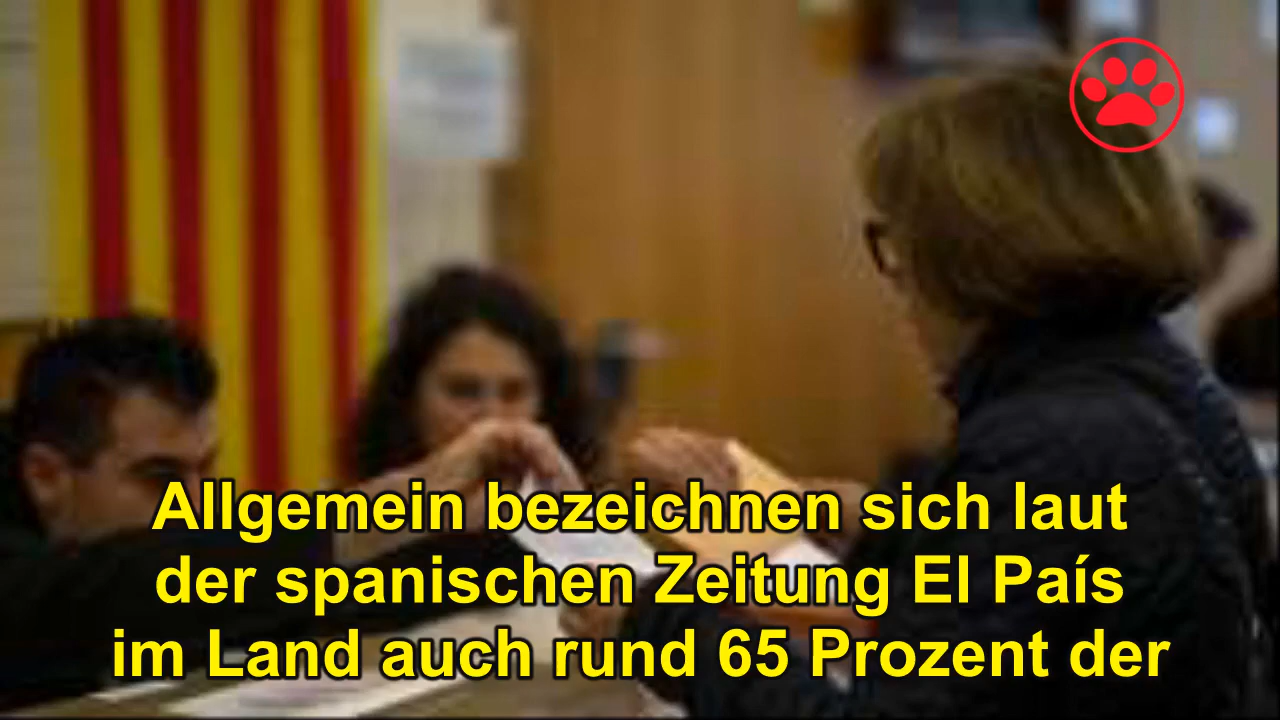 Allgemein bezeichnen sich laut
der spanischen Zeitung El País
im Land auch rund 65 Prozent der